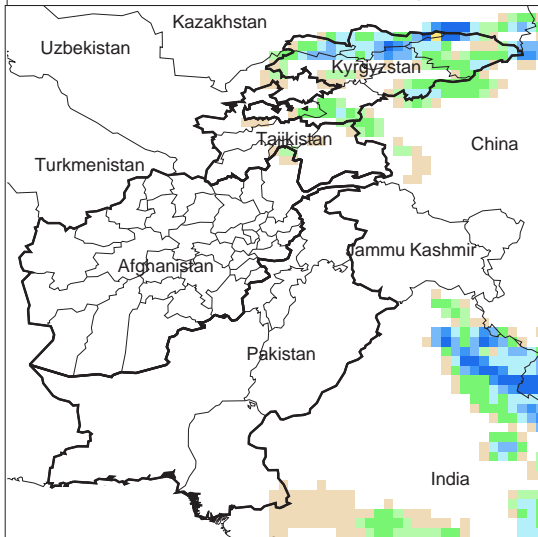 Kazakhstan
Uzbekistan
Kyrgyzstan
Tajikistan
China
Turkmenistan
Jammu Kashmir
Afghanistan
Pakistan
India